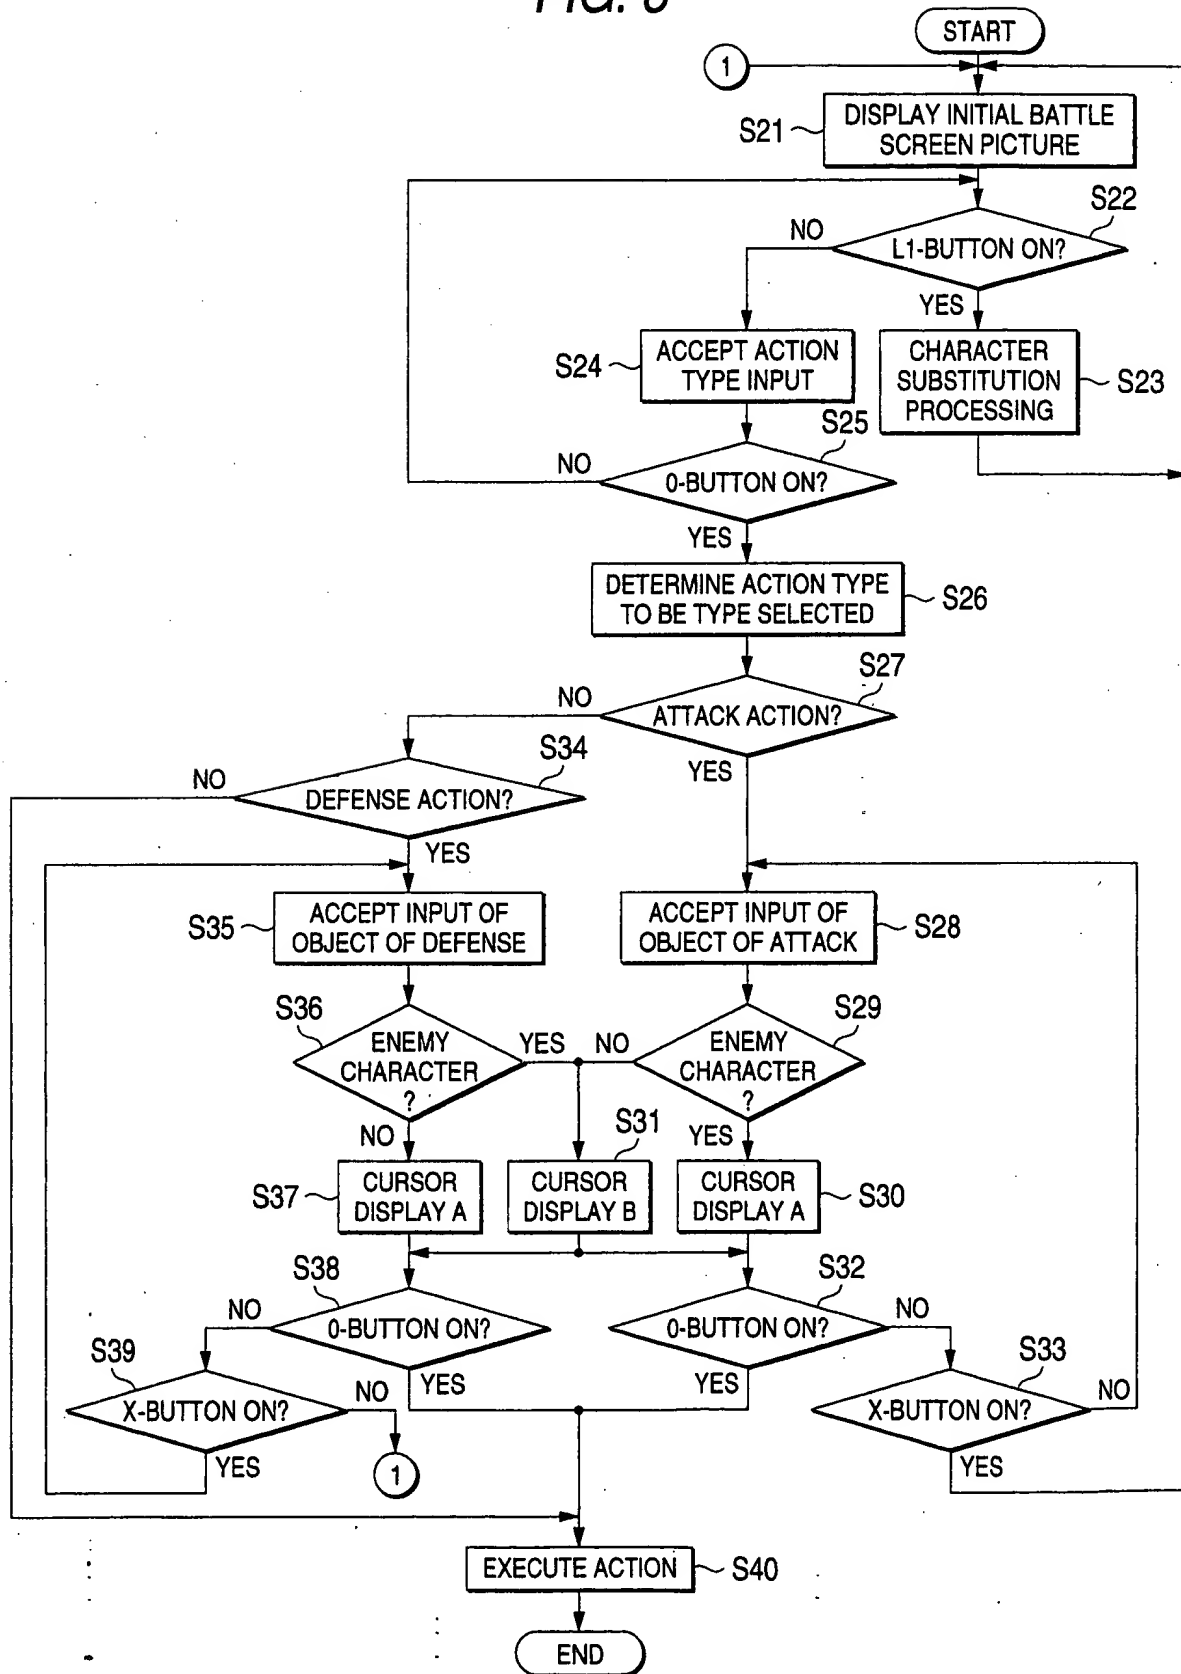 START
1
S21
DISPLAY INITIAL BATTLE
SCREEN PICTURE
S22
NO
L1-BUTTON ON?
YES
S24
ACCEPT ACTION
TYPE INPUT
CHARACTER
SUBSTITUTION
PROCESSING
S23
S25
NO
0-BUTTON ON?
YES
DETERMINE ACTION TYPE
TO BE TYPE SELECTED
S26
S27
NO
ATTACK ACTION?
YES
S34
NO
DEFENSE ACTION?
YES
S35
ACCEPT INPUT OF
OBJECT OF DEFENSE
ACCEPT INPUT OF
OBJECT OF ATTACK
S28
S36
ENEMY
CHARACTER
?
YES
NO
S29
ENEMY
CHARACTER
?
NO
S31
YES
S37
CURSOR
DISPLAY A
CURSOR
DISPLAY B
CURSOR
DISPLAY A
S30
S38
S32
NO
0-BUTTON ON?
0-BUTTON ON?
NO
S39
YES
YES
S33
X-BUTTON ON?
NO
X-BUTTON ON?
NO
YES
1
YES
EXECUTE ACTION
S40
END